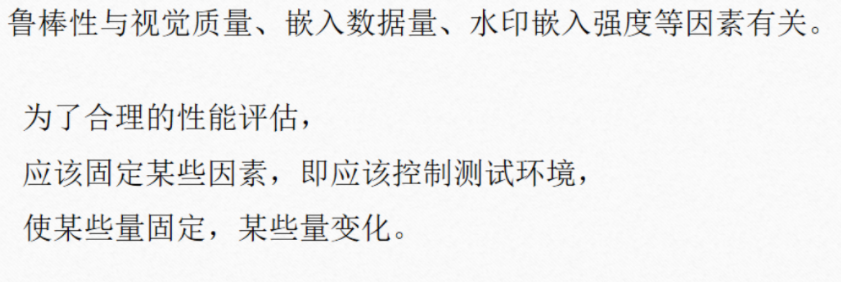 鲁棒性与视觉质量、嵌入数据量、水印嵌入强度等因素有关。
为了合理的性能评估，
应该固定某些因素，即应该控制测试环境，
使某些量固定，某些量变化。